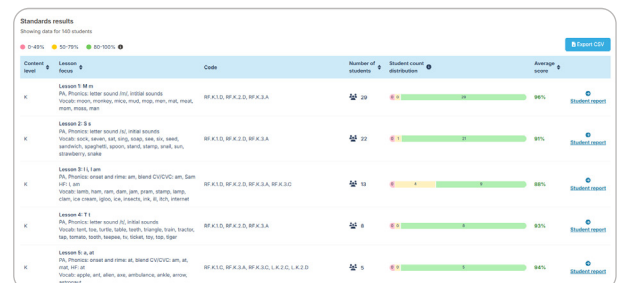 Standards results
Showing data for 140 students
0-49% 50-79% 80-100%
Export CSV
Content level
Lesson focus
Code
Number of students
Student count distribution
Average score
K
Lesson 1: M m
PA, Phonics: letter sound /m/, initial sounds
Vocab: moon, monkey, mice, mud, mop, men, mat, meat,
mom, moss, man
RF.K.1.D, RF.K.2.D, RF.K.3.A
29
0
29
96%
Student report
K
Lesson 2: S s
PA, Phonics: letter sound /s/, initial sounds
Vocab: sock, seven, sat, sing, soap, see, six, seed,
sandwich, spaghetti, spoon, stand, stamp, snail, sun,
strawberry, snake
RF.K.1.D, RF.K.2.D, RF.K.3.A
22
1
21
91%
Student report
K
Lesson 3: I i, I am
PA, Phonics: onset and rime: am, blend CV/CVC: am, Sam
HF: I, am
Vocab: lamb, ham, ram, dam, jam, pram, stamp, lamp,
clam, ice cream, igloo, ice, insects, ink, ill, itch, internet
RF.K.1.D, RF.K.2.D, RF.K.3.A, RF.K.3.C
13
4
9
88%
Student report
K
Lesson 4: T t
PA, Phonics: letter sound /t/, initial sounds
Vocab: tent, toe, turtle, table, teeth, triangle, train, tractor,
tap, tomato, tooth, teepee, tv, ticket, toy, top, tiger
RF.K.1.D, RF.K.2.D, RF.K.3.A
8
0
8
93%
Student report
K
Lesson 5: a, at
PA, Phonics: onset and rime: at, blend CV/CVC: am, at,
mat, HF: at
Vocab: apple, ant, alien, axe, ambulance, ankle, arrow,
astronaut
RF.K.1.C, RF.K.3.A, RF.K.3.C, L.K.2.C, L.K.2.D
5
0
5
94%
Student report